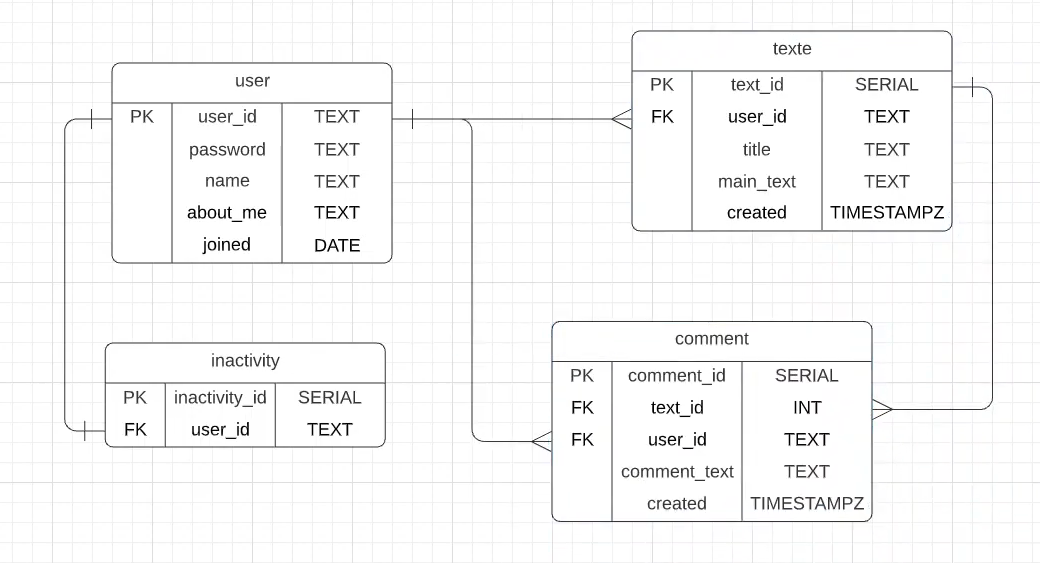 user
PK user_id TEXT
password TEXT
name TEXT
about_me TEXT
joined DATE
texte
PK text_id SERIAL
FK user_id TEXT
title TEXT
main_text TEXT
created TIMESTAMPZ
inactivity
PK inactivity_id SERIAL
FK user_id TEXT
comment
PK comment_id SERIAL
FK text_id INT
FK user_id TEXT
comment_text TEXT
created TIMESTAMPZ